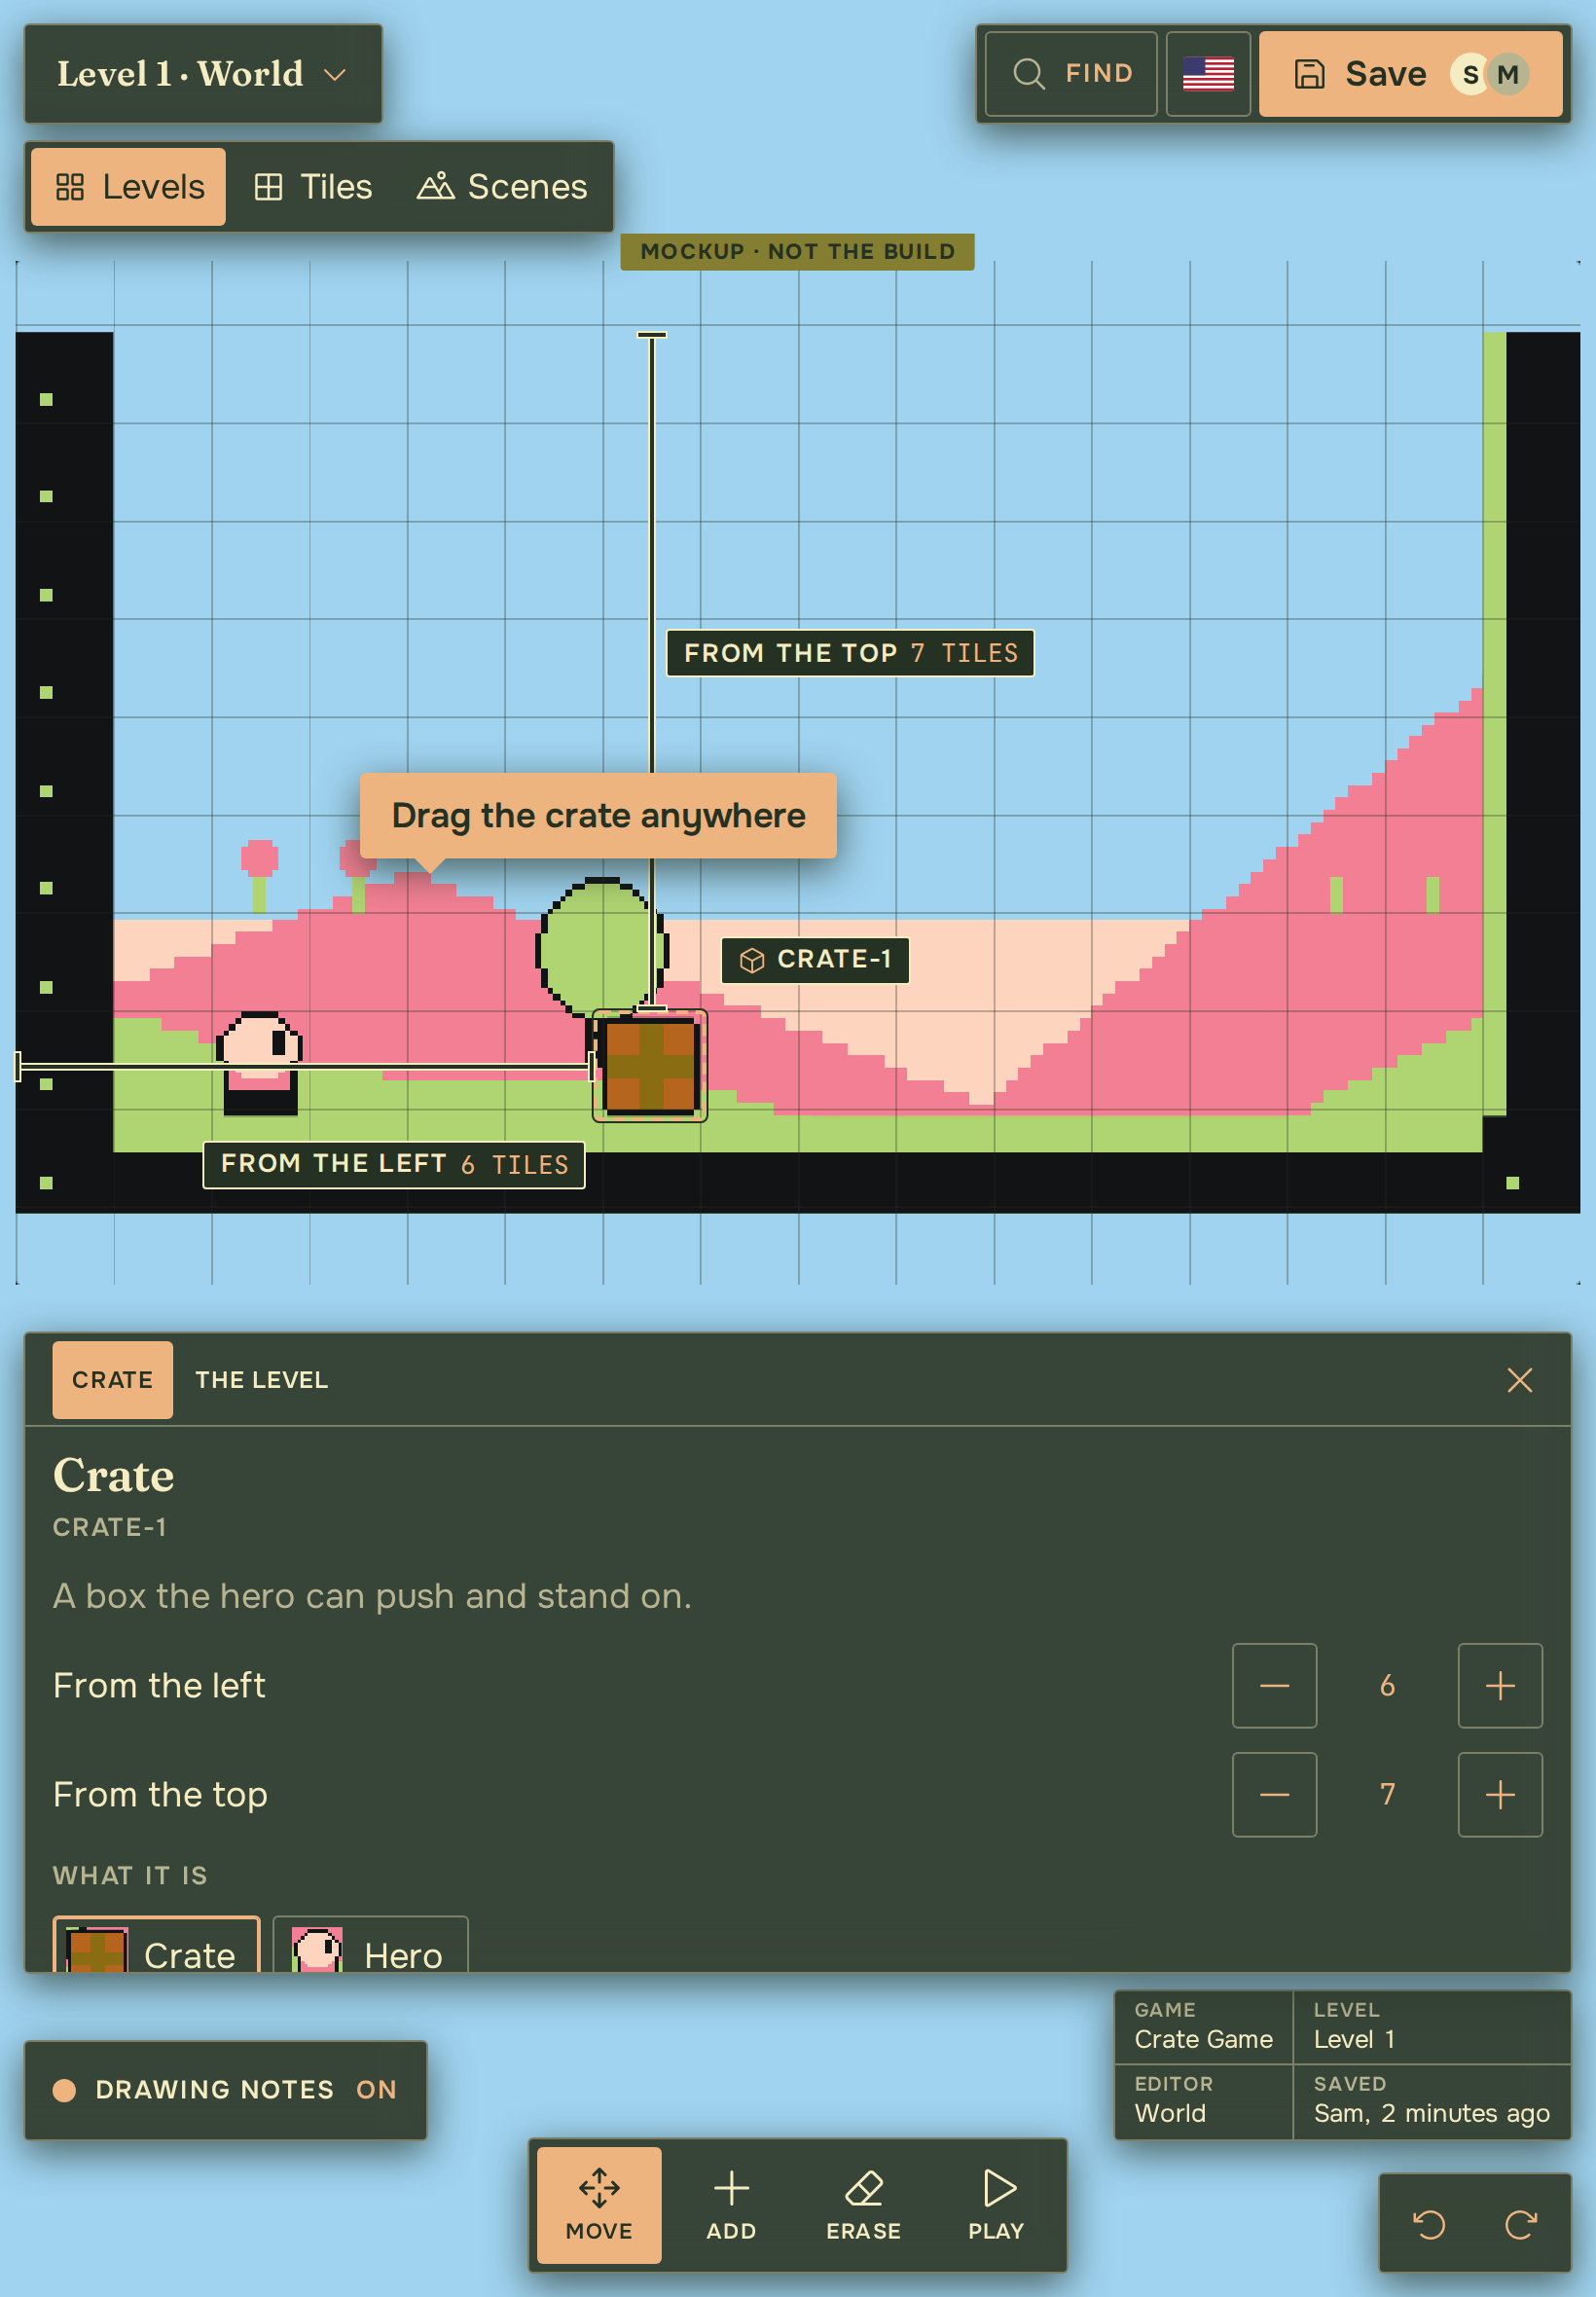 Level 1 · World
FIND
Save
S
M
Levels
Tiles
Scenes
MOCKUP · NOT THE BUILD
FROM THE TOP 7 TILES
Drag the crate anywhere
CRATE-1
FROM THE LEFT 6 TILES
CRATE
THE LEVEL
Crate
CRATE-1
A box the hero can push and stand on.
From the left
6
From the top
7
WHAT IT IS
Crate
Hero
GAME
Crate Game
LEVEL
Level 1
EDITOR
World
SAVED
Sam, 2 minutes ago
DRAWING NOTES ON
MOVE
ADD
ERASE
PLAY